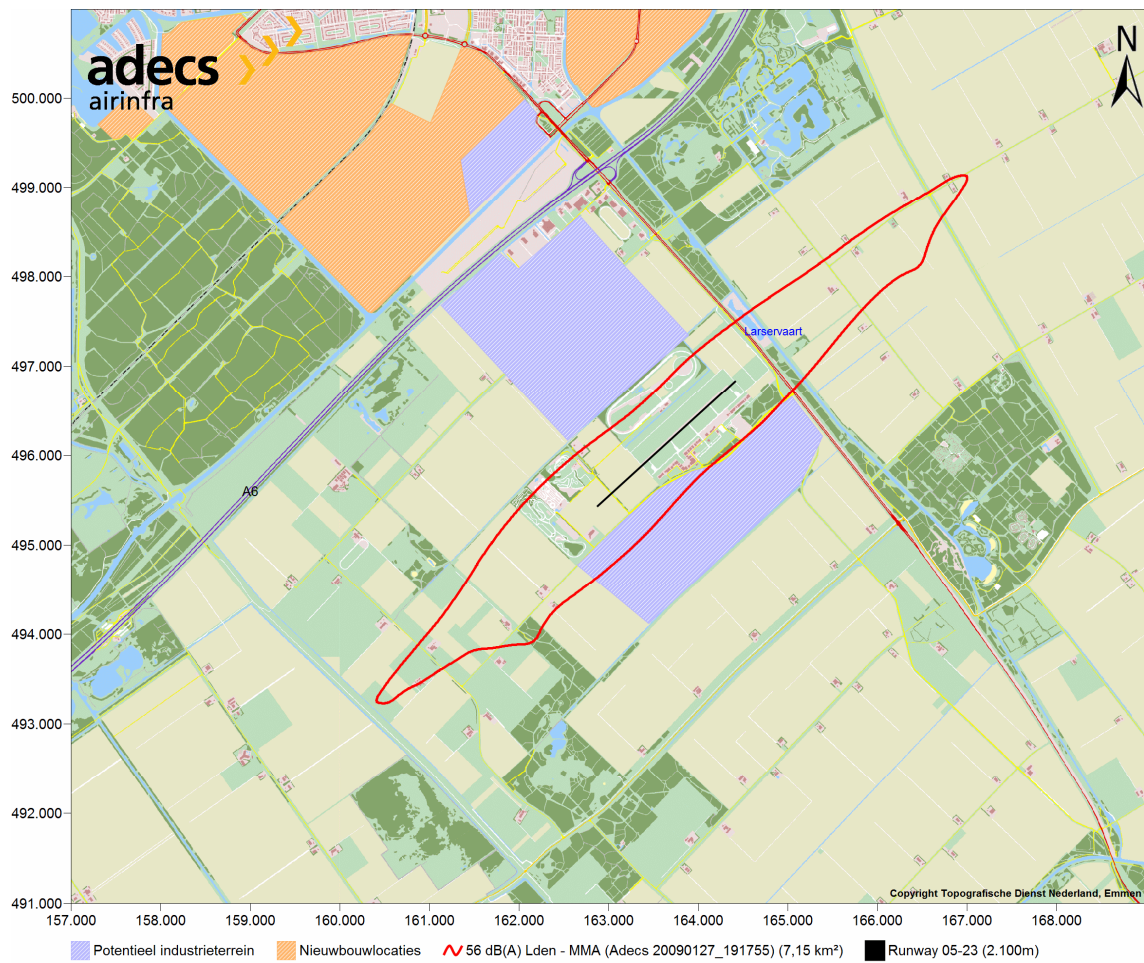 adecs
airinfra
N
500.000
499.000
498.000
497.000
496.000
495.000
494.000
493.000
492.000
491.000
Larservaart
A6
Copyright Topografische Dienst Nederland, Emmen
157.000 158.000 159.000 160.000 161.000 162.000 163.000 164.000 165.000 166.000 167.000 168.000
Potentieel industrieterrein Nieuwbouwlocaties 56 dB(A) Lden - MMA (Adecs 20090127_191755) (7,15 km²) Runway 05-23 (2.100m)